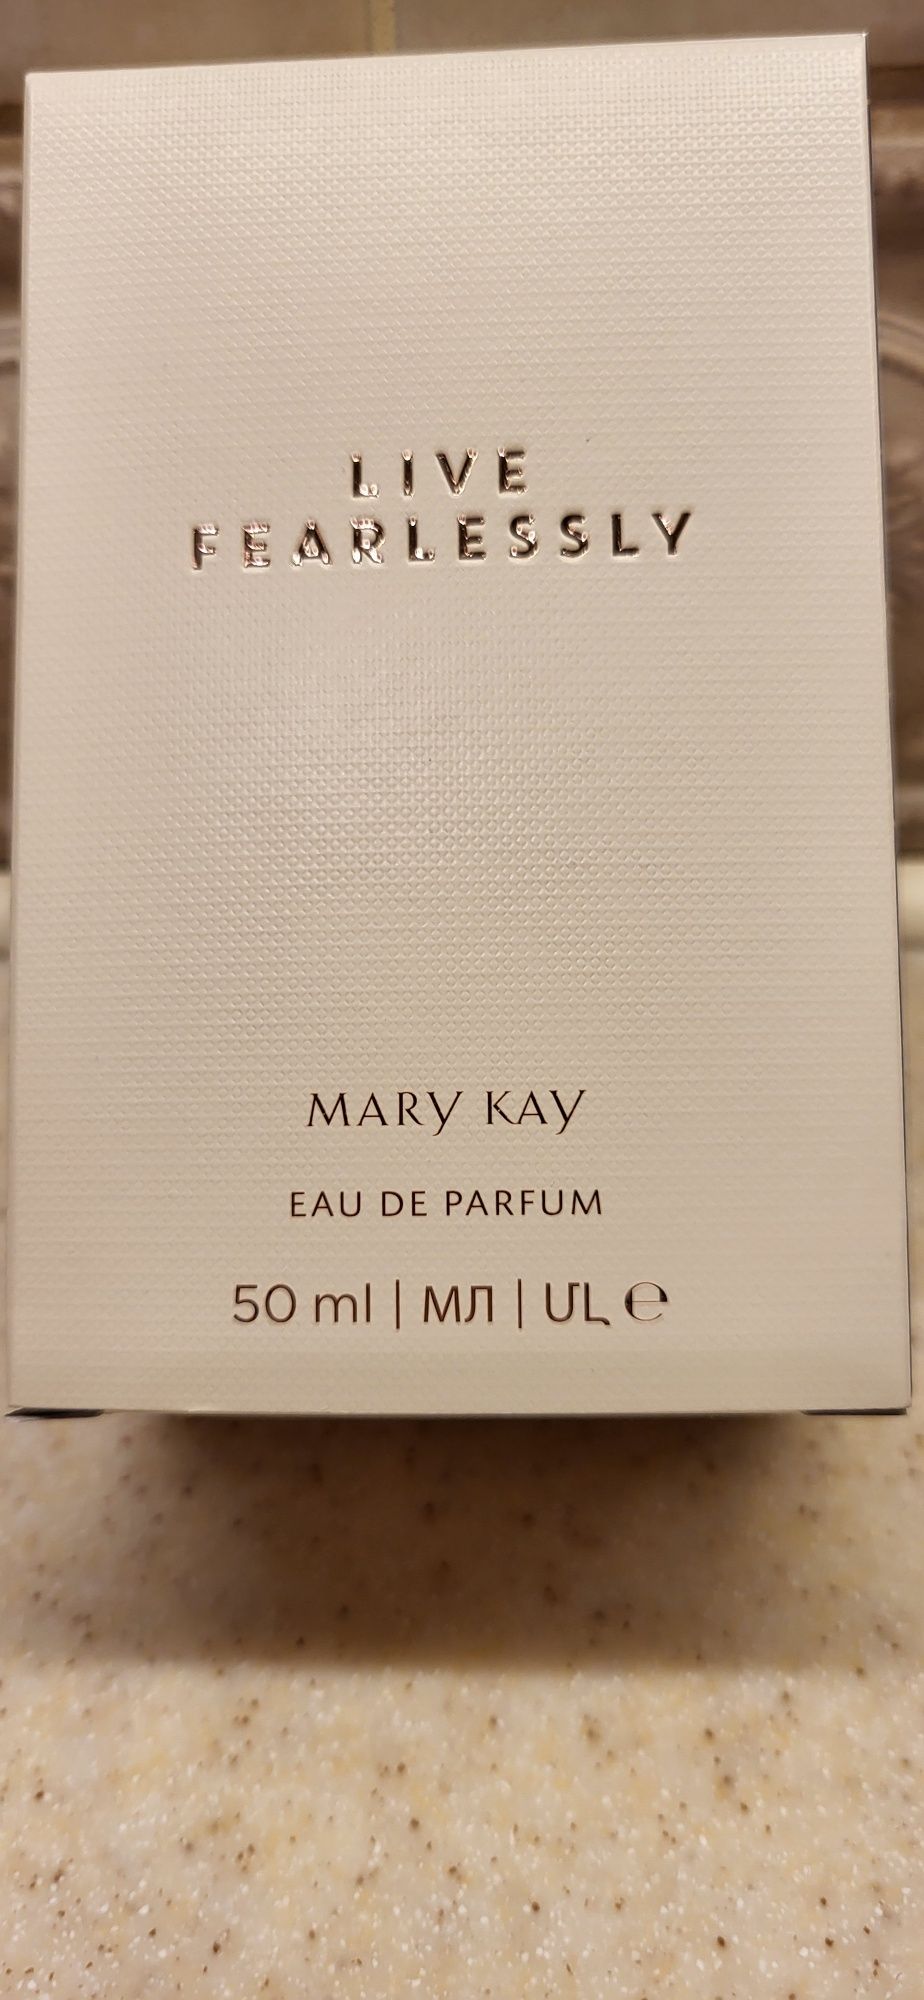 LIVE
FEARLESSLY
MARY KAY
EAU DE PARFUM
50 ml | МЛ | ՄԼ ℮